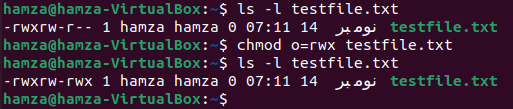 hamza@hamza-VirtualBox:~$ ls -l testfile.txt
-rwxrw-r-- 1 hamza hamza 0 07:11 14 نومبر testfile.txt
hamza@hamza-VirtualBox:~$ chmod o=rwx testfile.txt
hamza@hamza-VirtualBox:~$ ls -l testfile.txt
-rwxrw-rwx 1 hamza hamza 0 07:11 14 نومبر testfile.txt
hamza@hamza-VirtualBox:~$